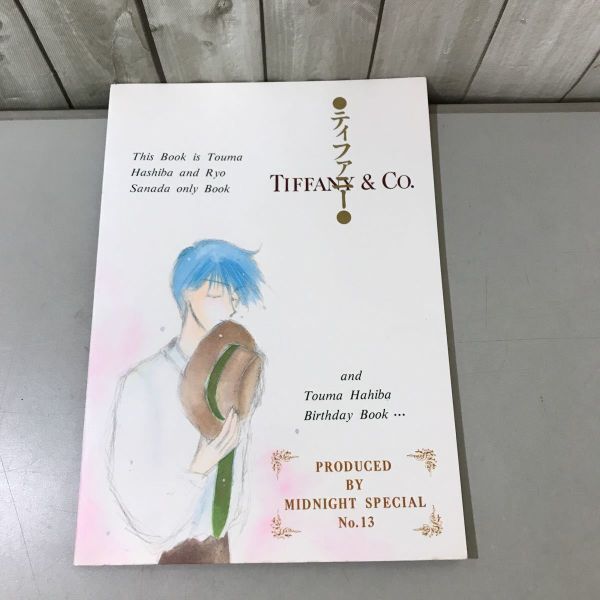 This Book is Touma
Hashiba and Ryo
Sanada only Book
●ティファニー●
TIFFANY & CO.
and
Touma Hahiba
Birthday Book …
PRODUCED
BY
MIDNIGHT SPECIAL
No.13